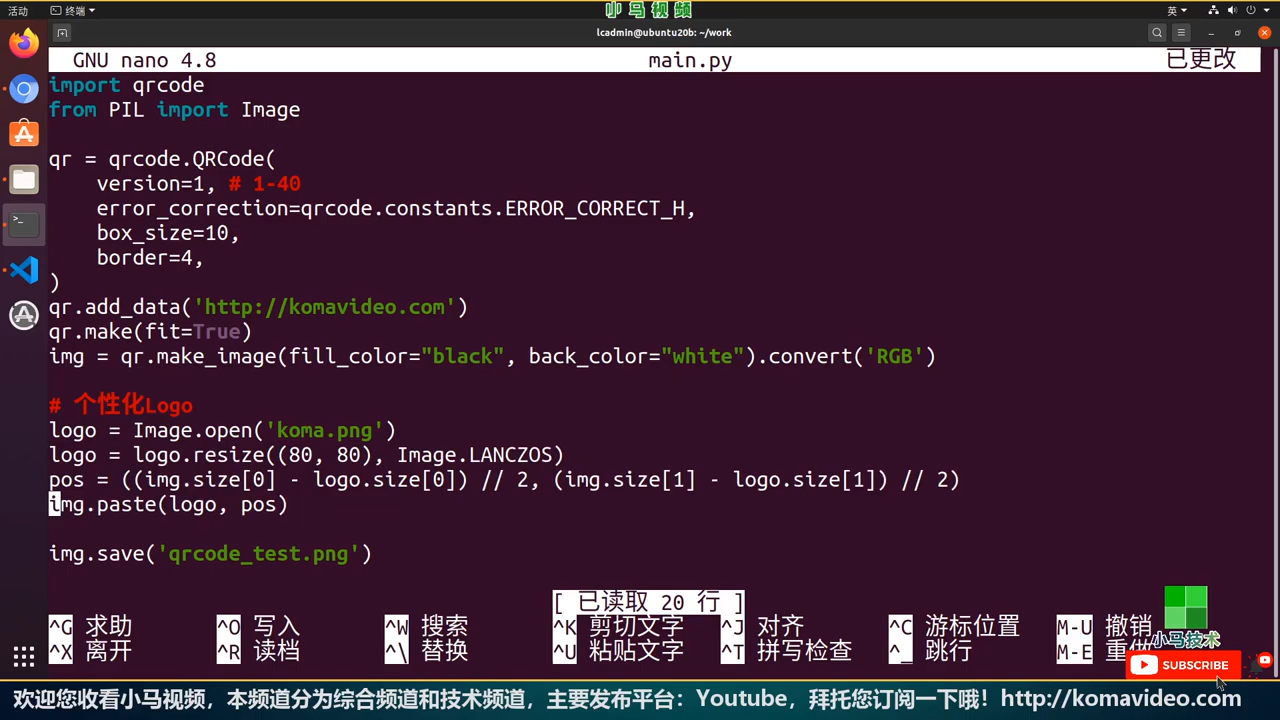 小马视频
活动 终端 英
lcadmin@ubuntu20b: ~/work
GNU nano 4.8 main.py 已更改
import qrcode
from PIL import Image
qr = qrcode.QRCode(
version=1, # 1-40
error_correction=qrcode.constants.ERROR_CORRECT_H,
box_size=10,
border=4,
)
qr.add_data('http://komavideo.com')
qr.make(fit=True)
img = qr.make_image(fill_color="black", back_color="white").convert('RGB')
# 个性化Logo
logo = Image.open('koma.png')
logo = logo.resize((80, 80), Image.LANCZOS)
pos = ((img.size[0] - logo.size[0]) // 2, (img.size[1] - logo.size[1]) // 2)
img.paste(logo, pos)
img.save('qrcode_test.png')
[ 已读取 20 行 ]
^G 求助 ^O 写入 ^W 搜索 ^K 剪切文字 ^J 对齐 ^C 游标位置 M-U 撤销
^X 离开 ^R 读档 ^\ 替换 ^U 粘贴文字 ^T 拼写检查 ^_ 跳行 M-E 重做
小马技术
SUBSCRIBE
欢迎您收看小马视频，本频道分为综合频道和技术频道，主要发布平台：Youtube，拜托您订阅一下哦！http://komavideo.com